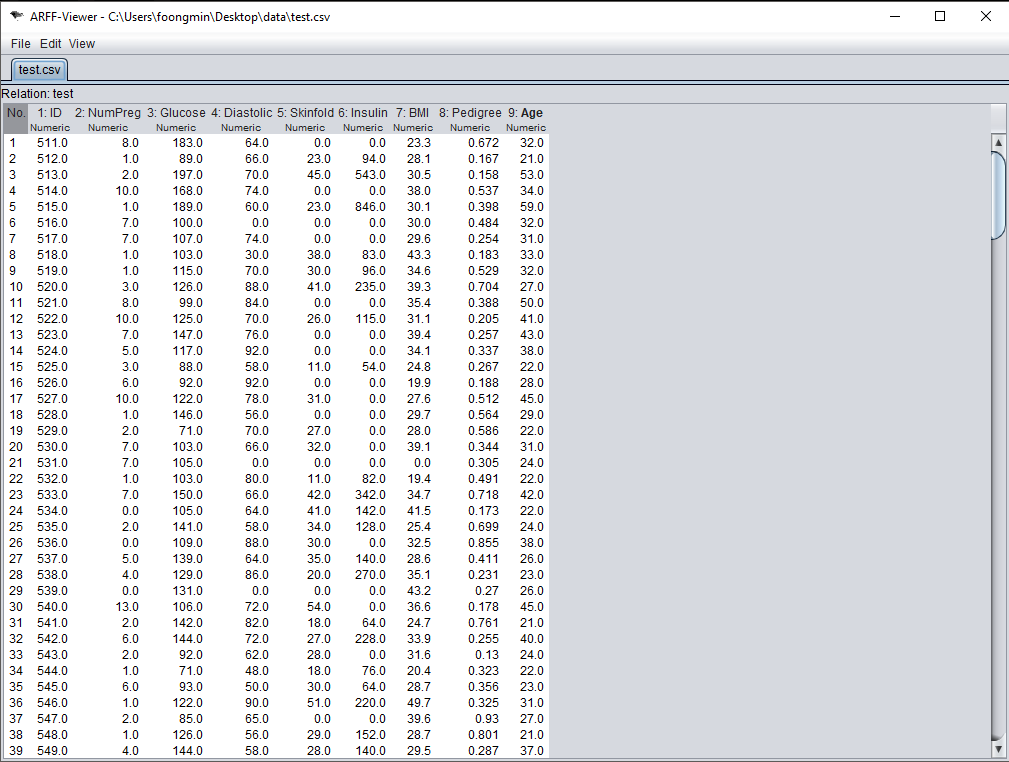 ARFF-Viewer - C:\Users\foongmin\Desktop\data\test.csv
File Edit View
test.csv
Relation: test
No. 1: ID 2: NumPreg 3: Glucose 4: Diastolic 5: Skinfold 6: Insulin 7: BMI 8: Pedigree 9: Age
Numeric Numeric Numeric Numeric Numeric Numeric Numeric Numeric Numeric
1 511.0 8.0 183.0 64.0 0.0 0.0 23.3 0.672 32.0
2 512.0 1.0 89.0 66.0 23.0 94.0 28.1 0.167 21.0
3 513.0 2.0 197.0 70.0 45.0 543.0 30.5 0.158 53.0
4 514.0 10.0 168.0 74.0 0.0 0.0 38.0 0.537 34.0
5 515.0 1.0 189.0 60.0 23.0 846.0 30.1 0.398 59.0
6 516.0 7.0 100.0 0.0 0.0 0.0 30.0 0.484 32.0
7 517.0 7.0 107.0 74.0 0.0 0.0 29.6 0.254 31.0
8 518.0 1.0 103.0 30.0 38.0 83.0 43.3 0.183 33.0
9 519.0 1.0 115.0 70.0 30.0 96.0 34.6 0.529 32.0
10 520.0 3.0 126.0 88.0 41.0 235.0 39.3 0.704 27.0
11 521.0 8.0 99.0 84.0 0.0 0.0 35.4 0.388 50.0
12 522.0 10.0 125.0 70.0 26.0 115.0 31.1 0.205 41.0
13 523.0 7.0 147.0 76.0 0.0 0.0 39.4 0.257 43.0
14 524.0 5.0 117.0 92.0 0.0 0.0 34.1 0.337 38.0
15 525.0 3.0 88.0 58.0 11.0 54.0 24.8 0.267 22.0
16 526.0 6.0 92.0 92.0 0.0 0.0 19.9 0.188 28.0
17 527.0 10.0 122.0 78.0 31.0 0.0 27.6 0.512 45.0
18 528.0 1.0 146.0 56.0 0.0 0.0 29.7 0.564 29.0
19 529.0 2.0 71.0 70.0 27.0 0.0 28.0 0.586 22.0
20 530.0 7.0 103.0 66.0 32.0 0.0 39.1 0.344 31.0
21 531.0 7.0 105.0 0.0 0.0 0.0 0.0 0.305 24.0
22 532.0 1.0 103.0 80.0 11.0 82.0 19.4 0.491 22.0
23 533.0 7.0 150.0 66.0 42.0 342.0 34.7 0.718 42.0
24 534.0 0.0 105.0 64.0 41.0 142.0 41.5 0.173 22.0
25 535.0 2.0 141.0 58.0 34.0 128.0 25.4 0.699 24.0
26 536.0 0.0 109.0 88.0 30.0 0.0 32.5 0.855 38.0
27 537.0 5.0 139.0 64.0 35.0 140.0 28.6 0.411 26.0
28 538.0 4.0 129.0 86.0 20.0 270.0 35.1 0.231 23.0
29 539.0 0.0 131.0 0.0 0.0 0.0 43.2 0.27 26.0
30 540.0 13.0 106.0 72.0 54.0 0.0 36.6 0.178 45.0
31 541.0 2.0 142.0 82.0 18.0 64.0 24.7 0.761 21.0
32 542.0 6.0 144.0 72.0 27.0 228.0 33.9 0.255 40.0
33 543.0 2.0 92.0 62.0 28.0 0.0 31.6 0.13 24.0
34 544.0 1.0 71.0 48.0 18.0 76.0 20.4 0.323 22.0
35 545.0 6.0 93.0 50.0 30.0 64.0 28.7 0.356 23.0
36 546.0 1.0 122.0 90.0 51.0 220.0 49.7 0.325 31.0
37 547.0 2.0 85.0 65.0 0.0 0.0 39.6 0.93 27.0
38 548.0 1.0 126.0 56.0 29.0 152.0 28.7 0.801 21.0
39 549.0 4.0 144.0 58.0 28.0 140.0 29.5 0.287 37.0